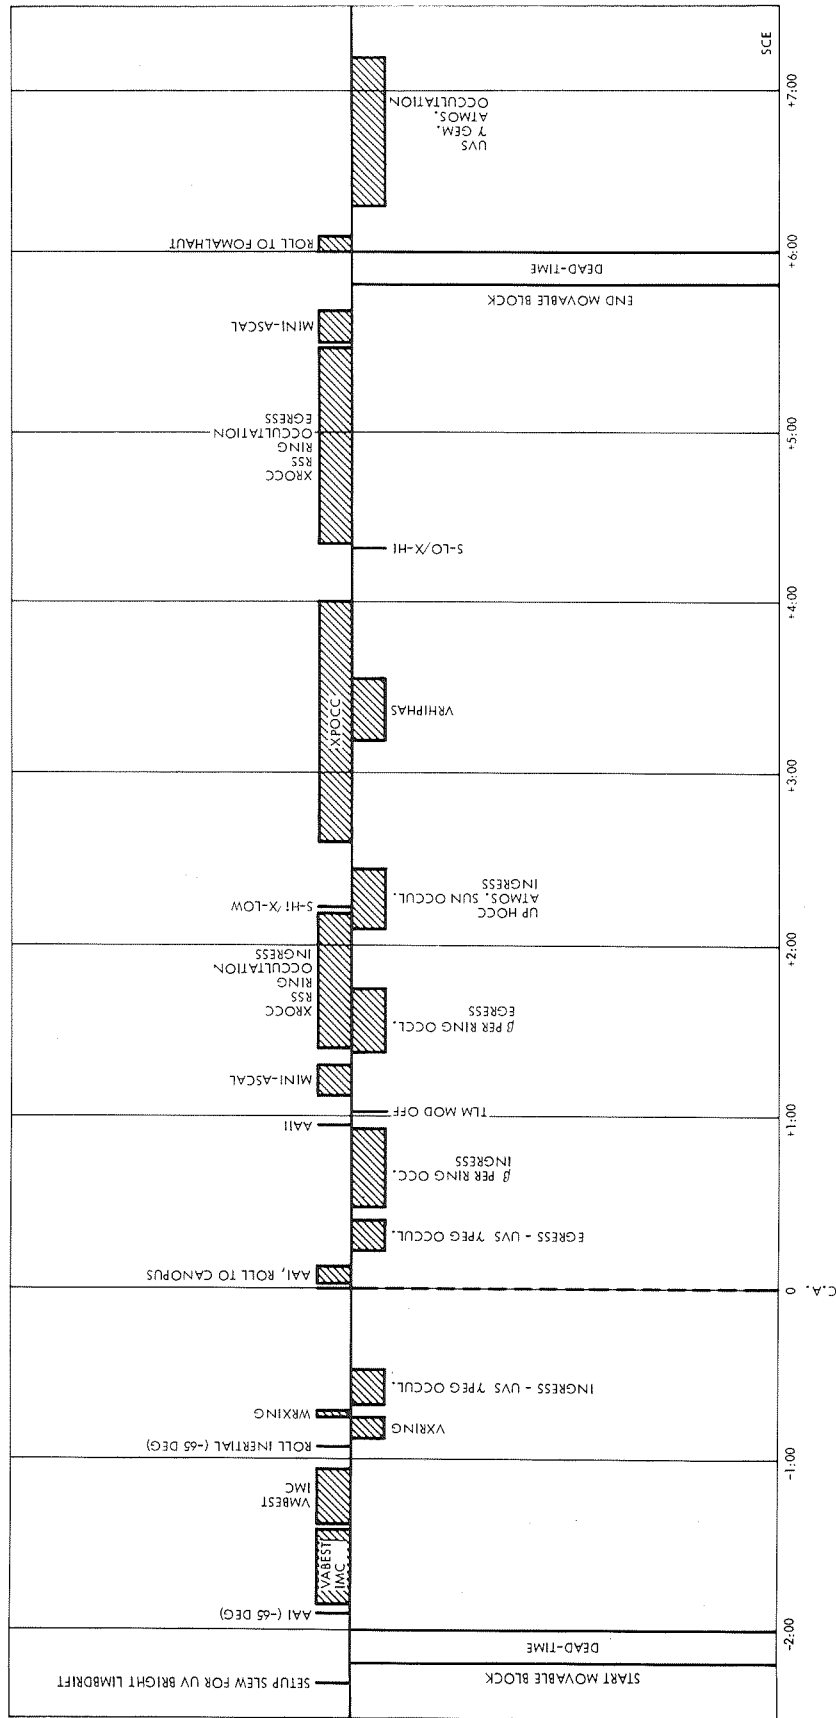 START MOVABLE BLOCK
SETUP SLEW FOR UV BRIGHT LIMBDRIFT
DEAD-TIME
-2:00
AAI (-65 DEG)
VABEST
IMC
VMBEST
IMC
-1:00
ROLL INERTIAL (-65 DEG)
VXRING
WRXING
INGRESS - UVS γPEG OCCUL.
C.A. 0
AAI, ROLL TO CANOPUS
EGRESS - UVS γPEG OCCUL.
β PER RING OCC.
INGRESS
AAII
+1:00
TLM MOD OFF
MINI-ASCAL
β PER RING OCCL.
EGRESS
XROCC
RSS
RING
OCCULTATION
INGRESS
+2:00
UP HOCC
ATMOS. SUN OCCUL.
INGRESS
S-HI/X-LOW
XPOCC
+3:00
VRHIPHAS
+4:00
S-LO/X-HI
XROCC
RSS
RING
OCCULTATION
EGRESS
+5:00
MINI-ASCAL
END MOVABLE BLOCK
DEAD-TIME
+6:00
ROLL TO FOMALHAUT
UVS
γ GEM.
ATMOS.
OCCULTATION
+7:00
SCE